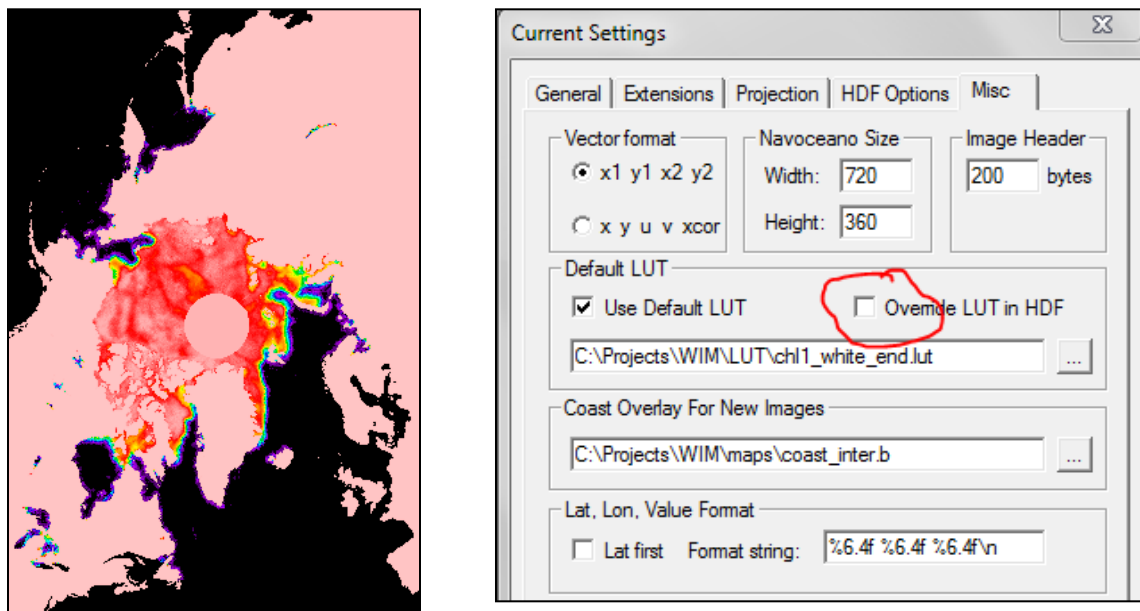 Current Settings
General Extensions Projection HDF Options Misc
Vector format Navoceano Size Image Header
x1 y1 x2 y2 Width: 720 200 bytes
x y u v xcor Height: 360
Default LUT
Use Default LUT Override LUT in HDF
C:\Projects\WIM\LUT\chl1_white_end.lut ...
Coast Overlay For New Images
C:\Projects\WIM\maps\coast_inter.b ...
Lat, Lon, Value Format
Lat first Format string: %6.4f %6.4f %6.4f\n